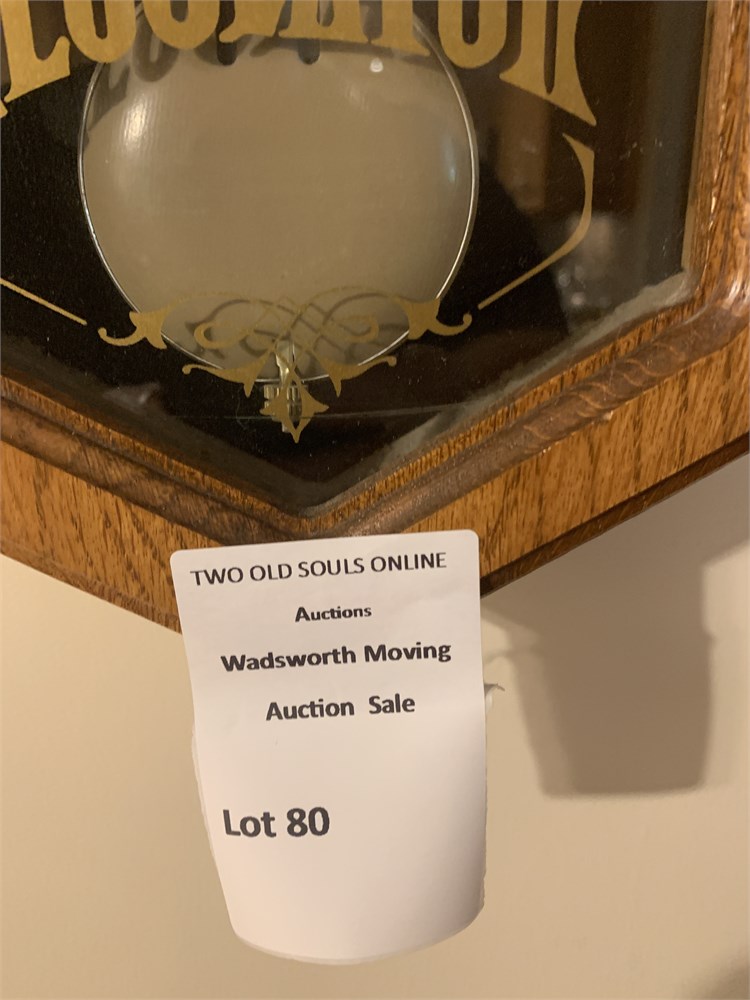 TWO OLD SOULS ONLINE
Auctions
Wadsworth Moving
Auction Sale
Lot 80